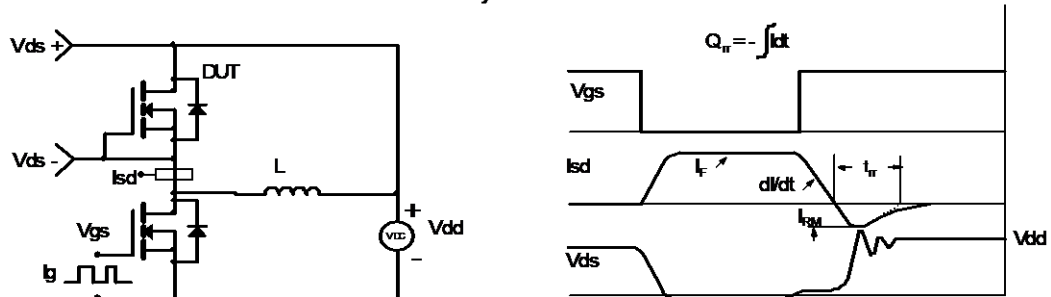 Vds +
DUT
Vds -
Isd
L
Vgs
Ig
+
VDC
-
Vdd
Qrr = - ∫Idt
Vgs
Isd
IF
dI/dt
trr
IRM
Vdd
Vds